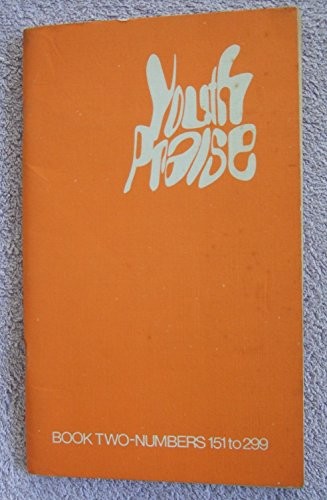 Youth
Praise
BOOK TWO-NUMBERS 151 to 299